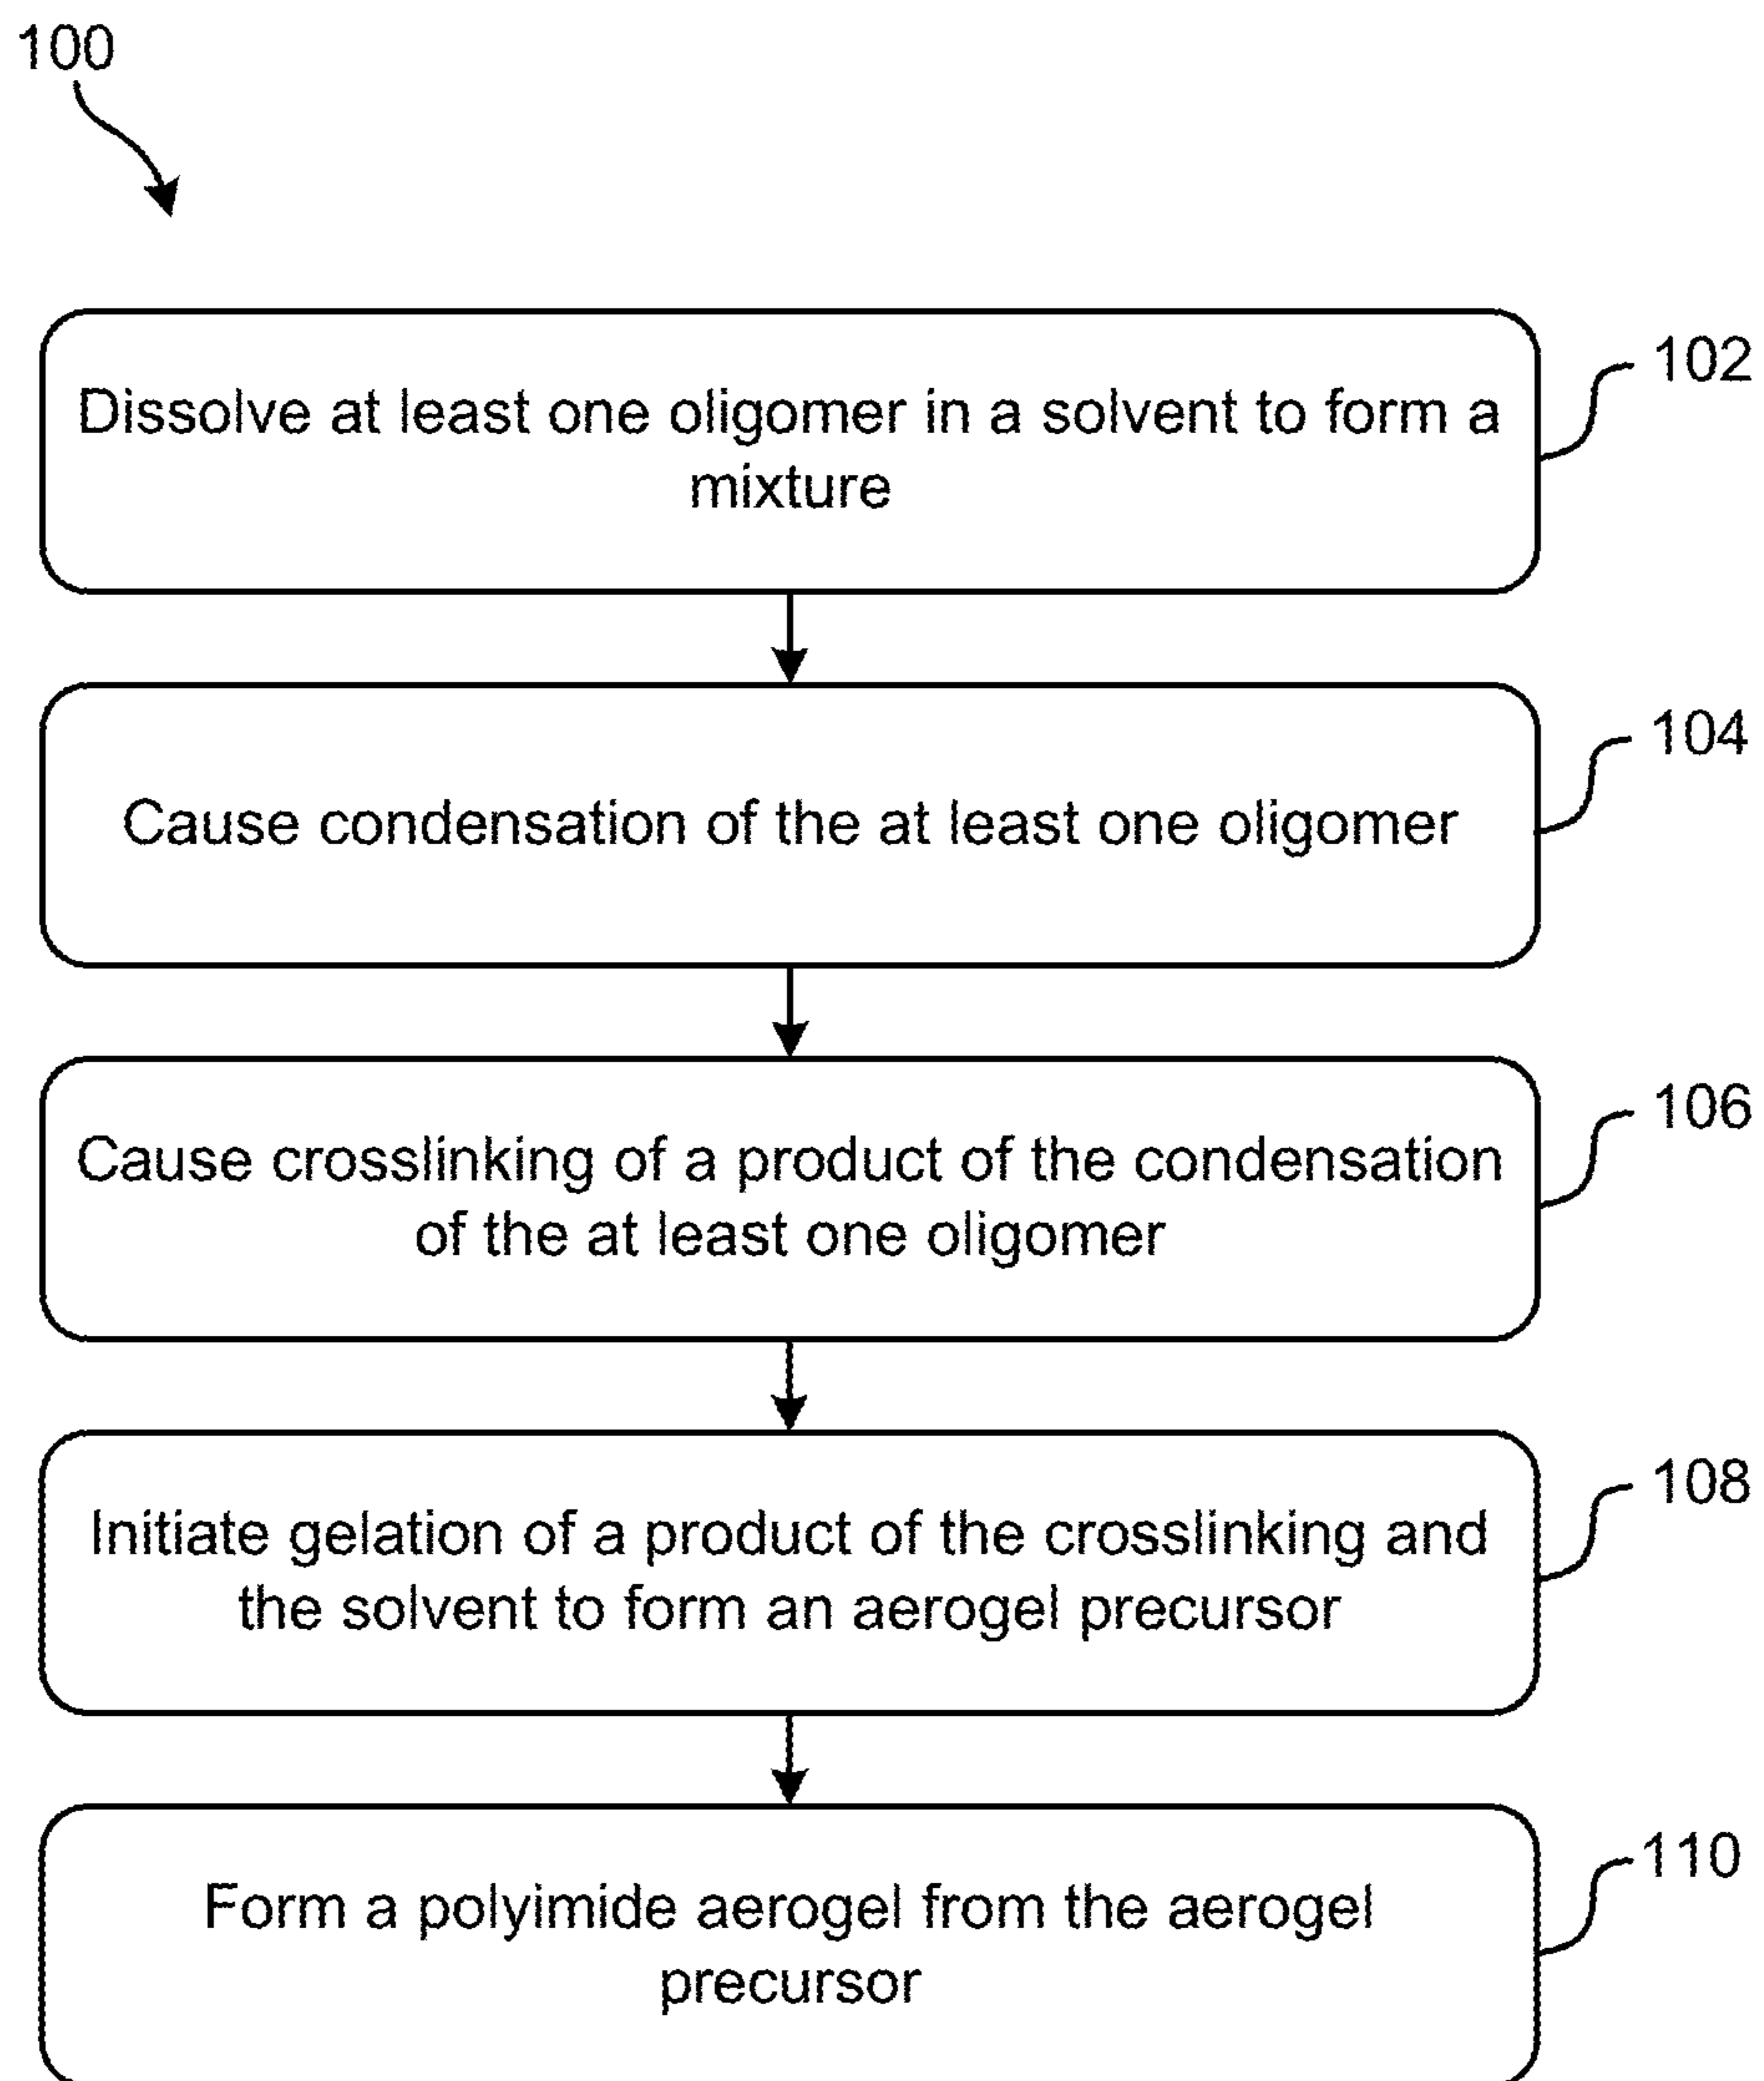 100
Dissolve at least one oligomer in a solvent to form a
mixture
102
Cause condensation of the at least one oligomer
104
Cause crosslinking of a product of the condensation
of the at least one oligomer
106
Initiate gelation of a product of the crosslinking and
the solvent to form an aerogel precursor
108
Form a polyimide aerogel from the aerogel
precursor
110